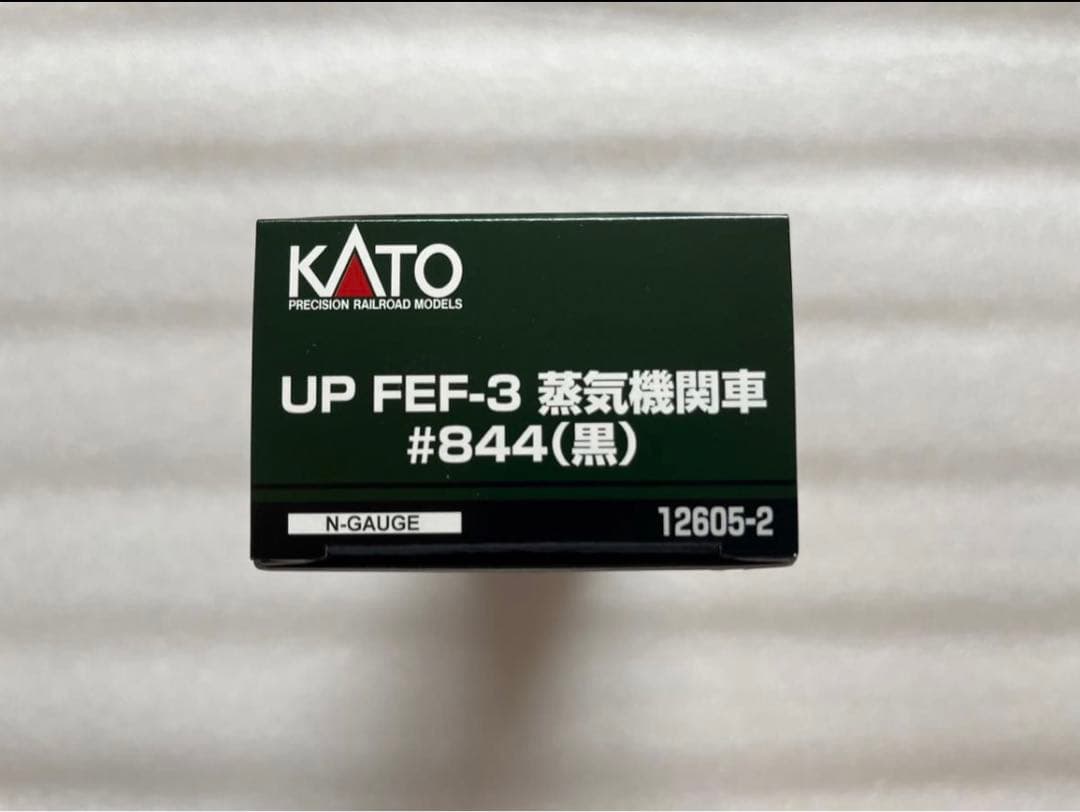 KATO
PRECISION RAILROAD MODELS
UP FEF-3 蒸気機関車
#844(黒)
N-GAUGE
12605-2